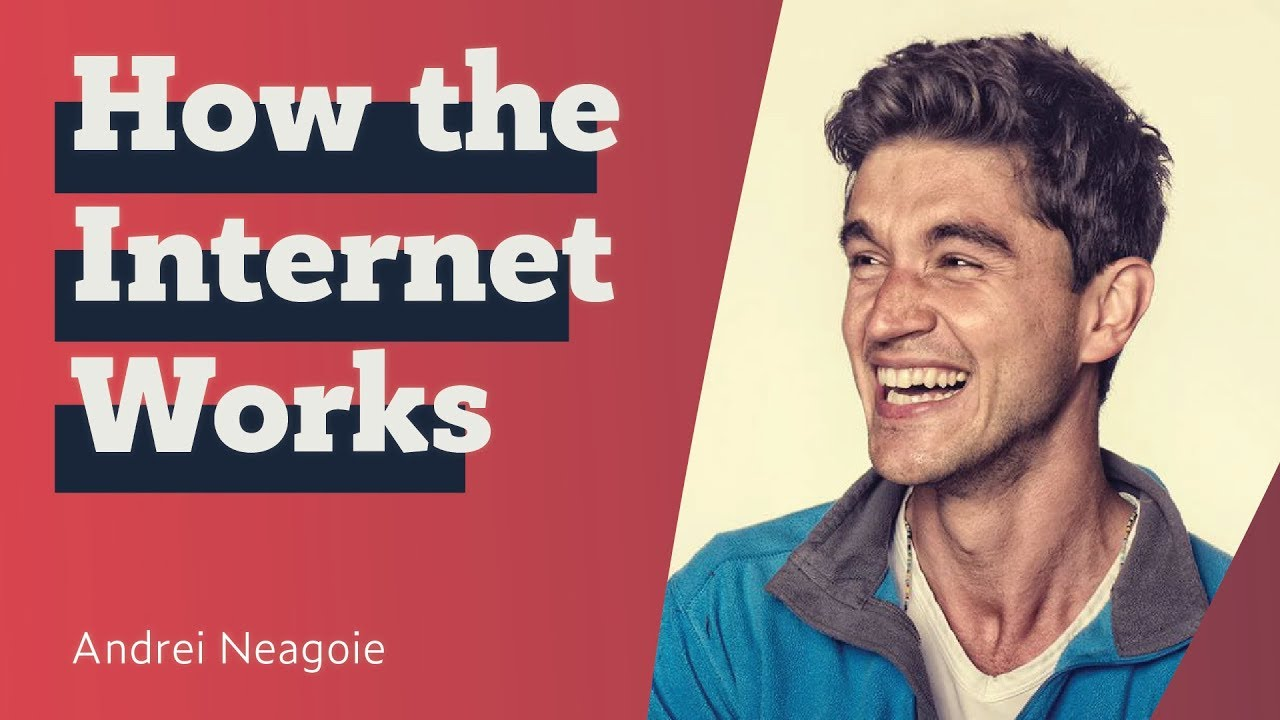 How the
Internet
Works
Andrei Neagoie